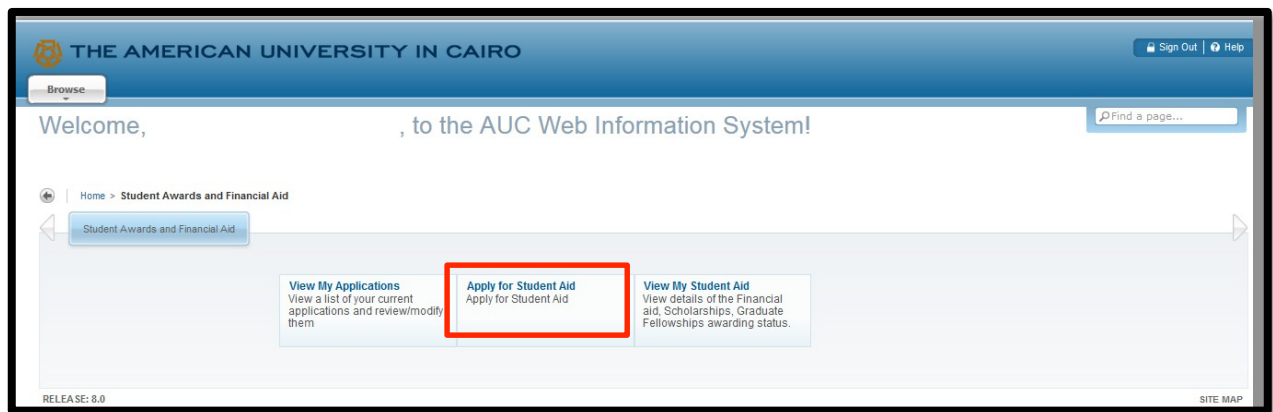 THE AMERICAN UNIVERSITY IN CAIRO
Sign Out | Help
Browse
Welcome, , to the AUC Web Information System!
Find a page...
Home > Student Awards and Financial Aid
Student Awards and Financial Aid
View My Applications
View a list of your current
applications and review/modify
them
Apply for Student Aid
Apply for Student Aid
View My Student Aid
View details of the Financial
aid, Scholarships, Graduate
Fellowships awarding status.
RELEASE: 8.0
SITE MAP